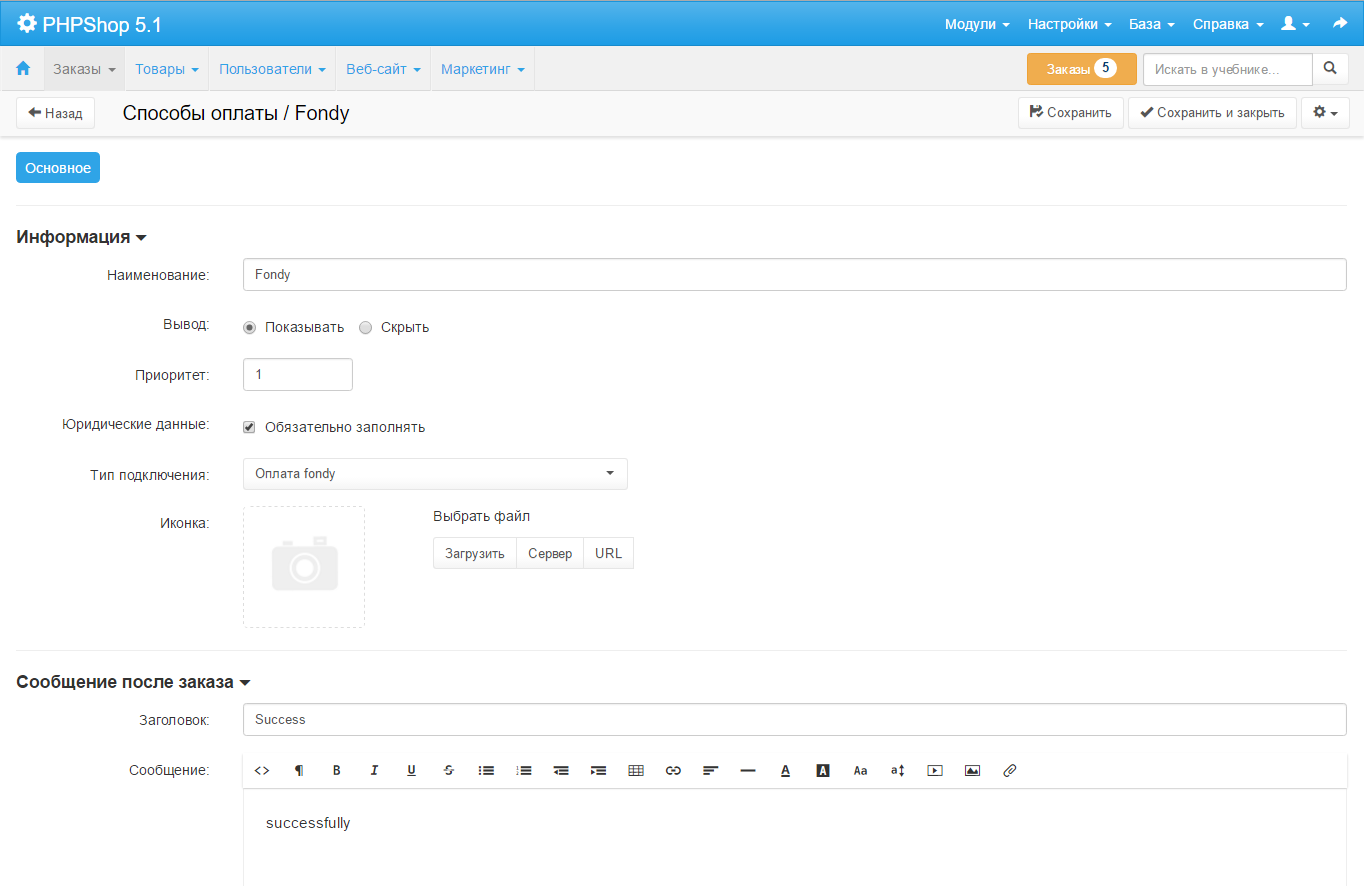 PHPShop 5.1 Модули Настройки База Справка
Заказы Товары Пользователи Веб-сайт Маркетинг Заказы 5 Искать в учебнике...
Назад Способы оплаты / Fondy Сохранить Сохранить и закрыть
Основное
Информация
Наименование: Fondy
Вывод: Показывать Скрыть
Приоритет: 1
Юридические данные: Обязательно заполнять
Тип подключения: Оплата fondy
Иконка: Выбрать файл
Загрузить Сервер URL
Сообщение после заказа
Заголовок: Success
Сообщение: <> ¶ B I U S A A Aa a
successfully